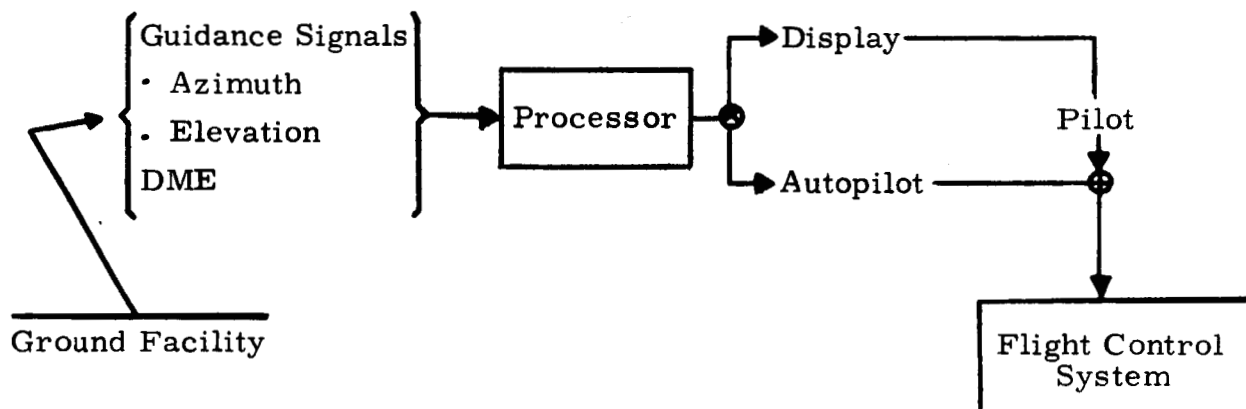 Guidance Signals
· Azimuth
· Elevation
DME
Processor
Display
Autopilot
Pilot
Ground Facility
Flight Control
System